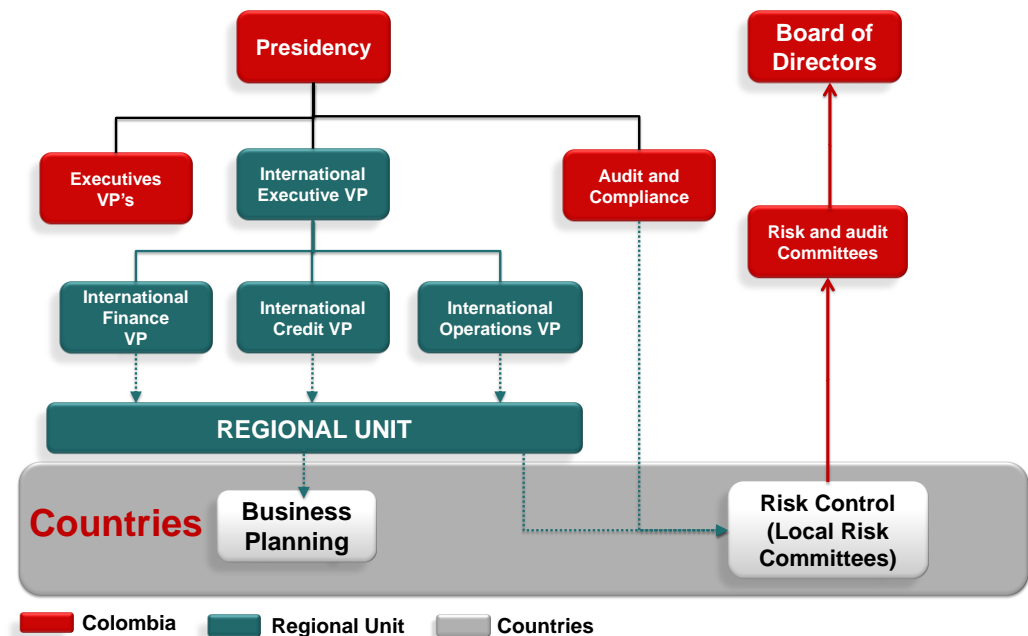 Presidency
Board of
Directors
Executives
VP's
International
Executive VP
Audit and
Compliance
Risk and audit
Committees
International
Finance
VP
International
Credit VP
International
Operations VP
REGIONAL UNIT
Countries
Business
Planning
Risk Control
(Local Risk
Committees)
Colombia
Regional Unit
Countries